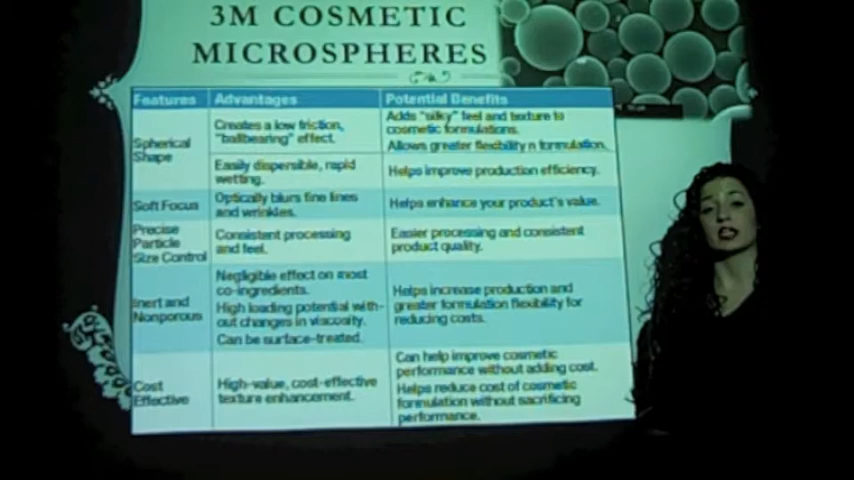 3M COSMETIC
MICROSPHERES
Features Advantages Potential Benefits
Spherical
Shape
Creates a low friction,
"ballbearing" effect.
Adds "silky" feel and texture to
cosmetic formulations.
Allows greater flexibility n formulation.
Easily dispersible, rapid
wetting.
Helps improve production efficiency.
Soft Focus
Optically blurs fine lines
and wrinkles.
Helps enhance your product's value.
Precise
Particle
Size Control
Consistent processing
and feel.
Easier processing and consistent
product quality.
Inert and
Nonporous
Negligible effect on most
co-ingredients.
High loading potential with-
out changes in viscosity.
Can be surface-treated.
Helps increase production and
greater formulation flexibility for
reducing costs.
Cost
Effective
High-value, cost-effective
texture enhancement.
Can help improve cosmetic
performance without adding cost.
Helps reduce cost of cosmetic
formulation without sacrificing
performance.